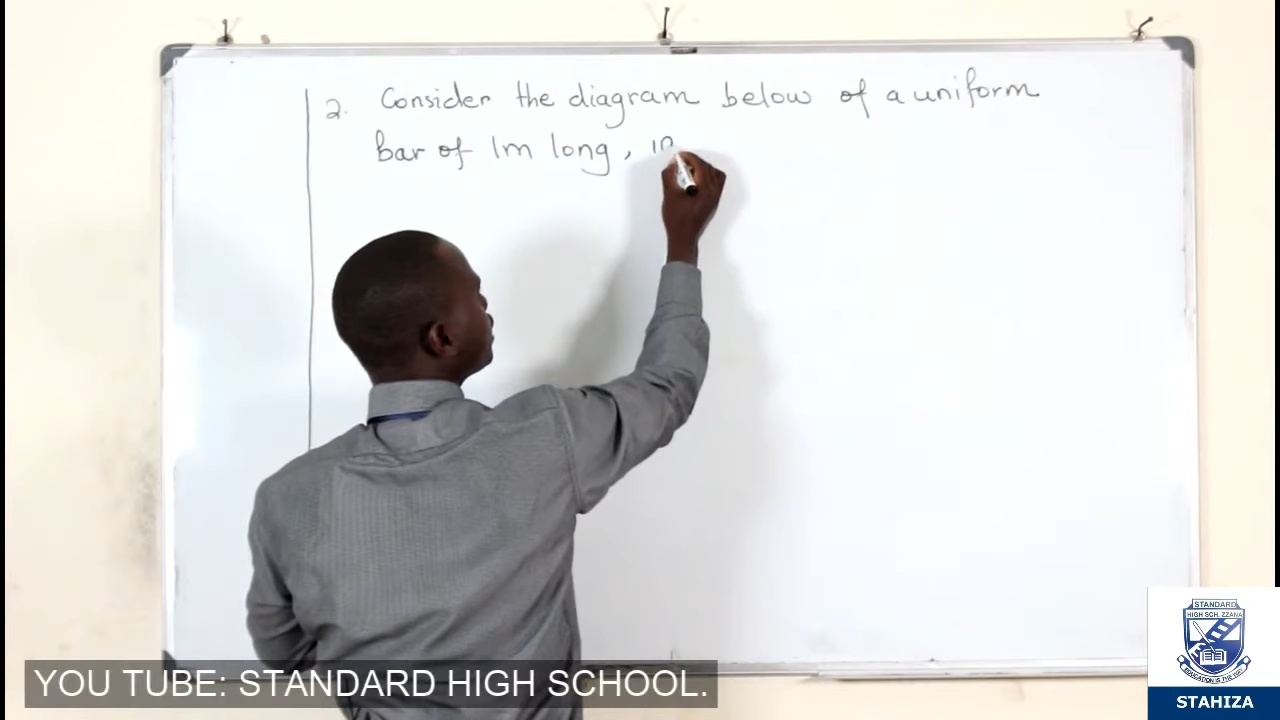 2. Consider the diagram below of a uniform
bar of 1m long, 10
STANDARD
HIGH SCH. ZZANA
STAHIZA
YOU TUBE: STANDARD HIGH SCHOOL.